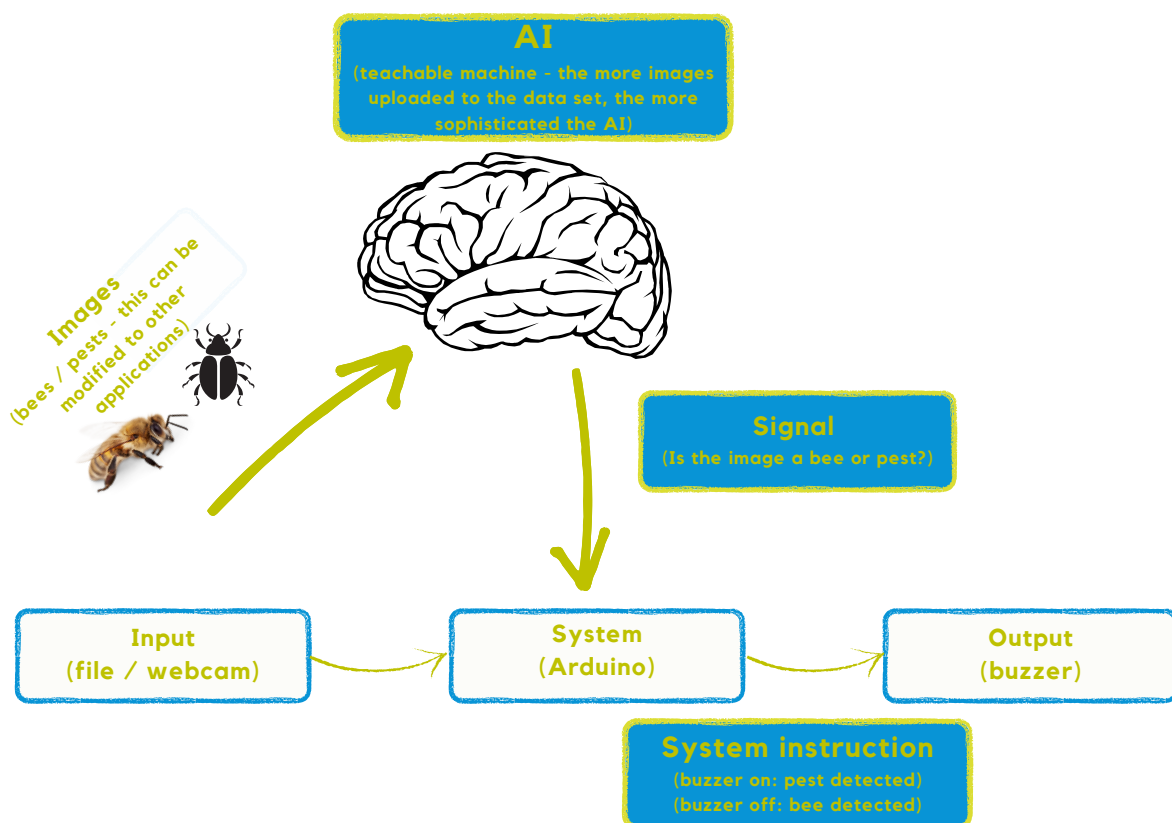 AI
(teachable machine - the more images
uploaded to the data set, the more
sophisticated the AI)
Images
(bees / pests - this can be
modified to other
applications)
Signal
(Is the image a bee or pest?)
Input
(file / webcam)
System
(Arduino)
Output
(buzzer)
System instruction
(buzzer on: pest detected)
(buzzer off: bee detected)